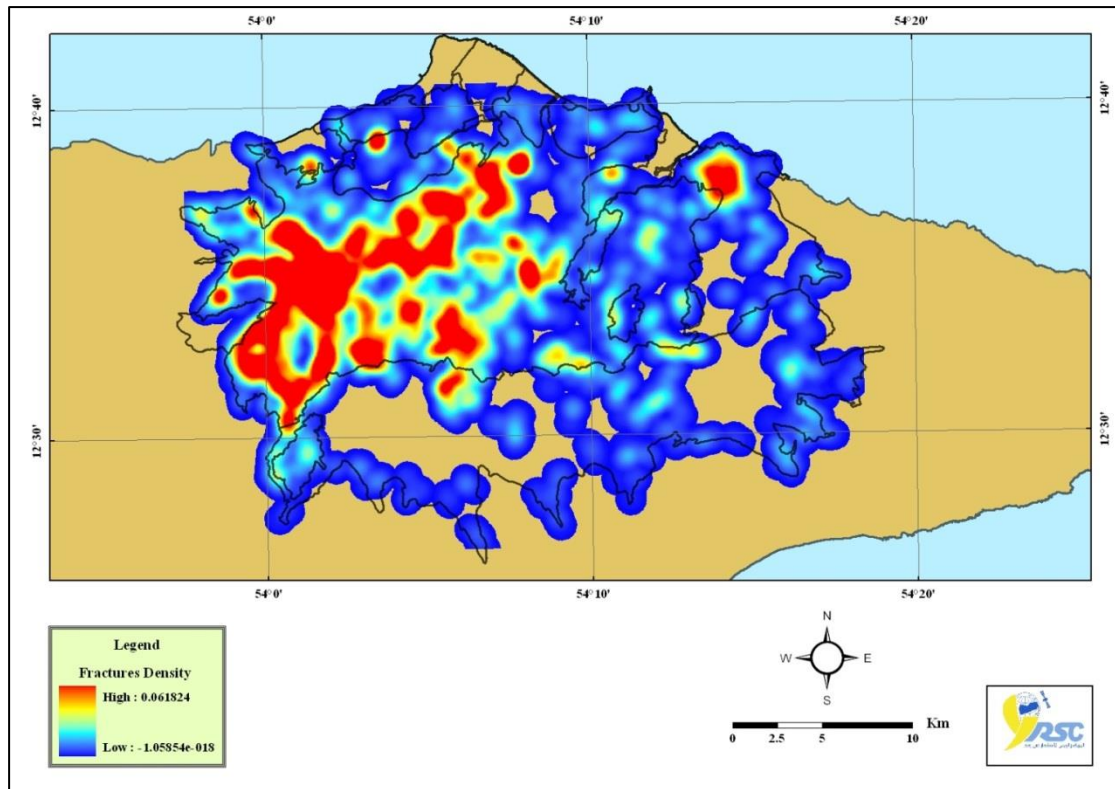 54°0'
54°10'
54°20'
12°40'
12°40'
12°30'
12°30'
54°0'
54°10'
54°20'
Legend
Fractures Density
High : 0.061824
Low : -1.05854e-018
N
W E
S
Km
0 2.5 5 10
YRSC